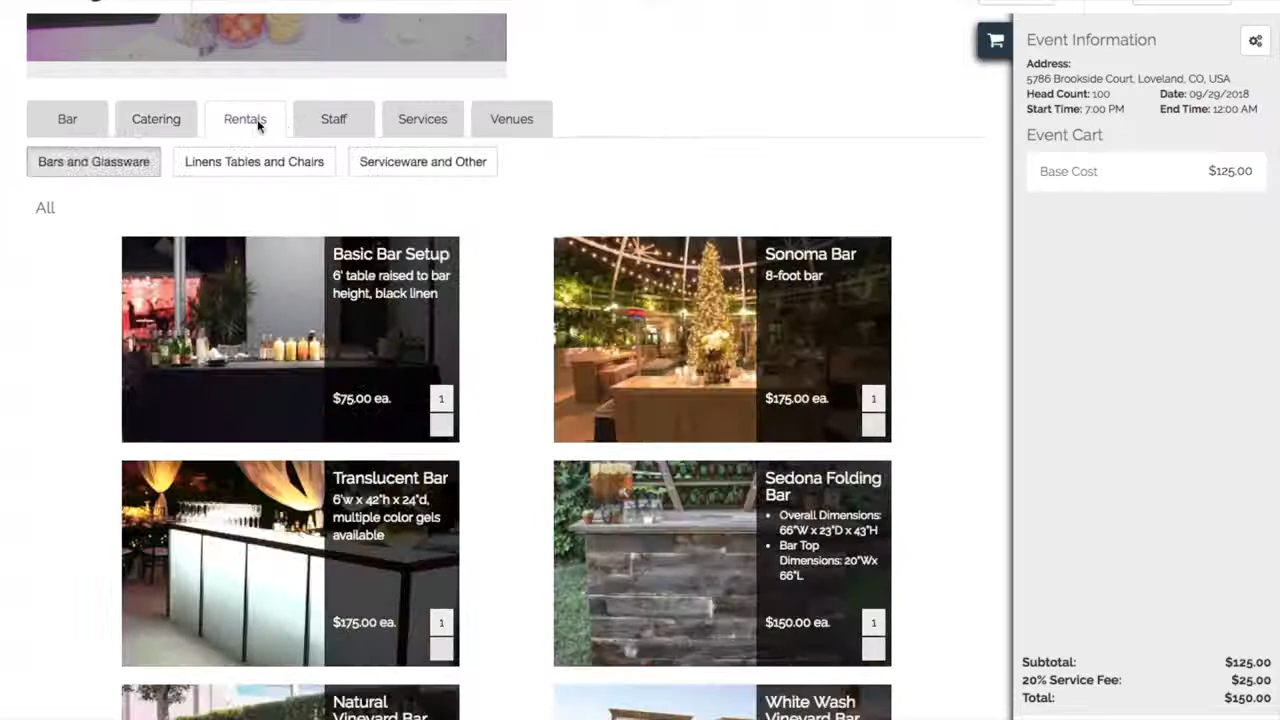 Bar
Catering
Rentals
Staff
Services
Venues
Bars and Glassware
Linens Tables and Chairs
Serviceware and Other
All
Basic Bar Setup
6' table raised to bar
height, black linen
$75.00 ea.
1
Sonoma Bar
8-foot bar
$175.00 ea.
1
Translucent Bar
6'w x 42"h x 24"d,
multiple color gels
available
$175.00 ea.
1
Sedona Folding
Bar
• Overall Dimensions:
66"W x 23"D x 43"H
• Bar Top
Dimensions: 20"Wx
66"L
$150.00 ea.
1
Natural
Vineyard Bar
White Wash
Vineyard Bar
Event Information
Address:
5786 Brookside Court, Loveland, CO, USA
Head Count: 100
Date: 09/29/2018
Start Time: 7:00 PM
End Time: 12:00 AM
Event Cart
Base Cost $125.00
Subtotal: $125.00
20% Service Fee: $25.00
Total: $150.00